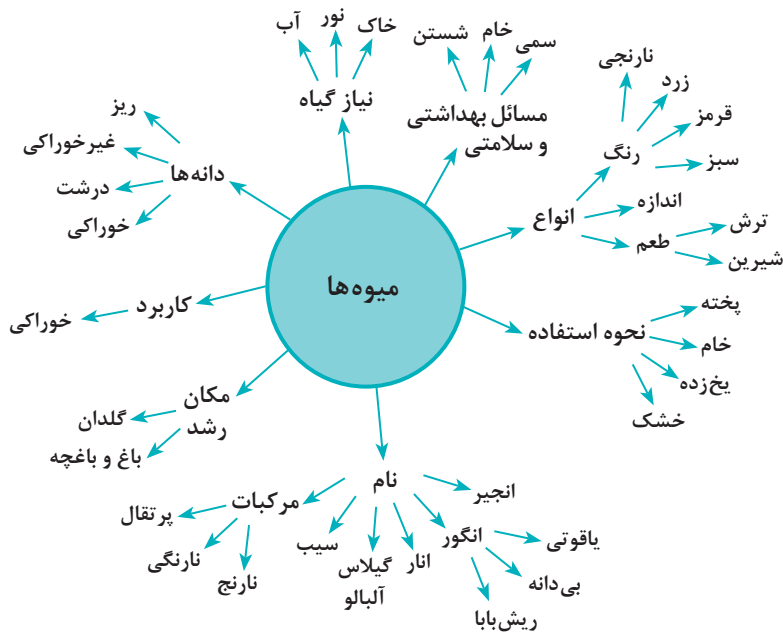 میوه‌ها
نیاز گیاه
خاک
نور
آب
مسائل بهداشتی
و سلامتی
سمی
خام
شستن
انواع
رنگ
نارنجی
زرد
قرمز
سبز
اندازه
طعم
ترش
شیرین
نحوه استفاده
پخته
خام
یخ‌زده
خشک
نام
انجیر
انگور
یاقوتی
بی‌دانه
ریش‌بابا
انار
گیلاس
آلبالو
سیب
مرکبات
پرتقال
نارنگی
نارنج
مکان
رشد
گلدان
باغ و باغچه
کاربرد
خوراکی
دانه‌ها
ریز
غیرخوراکی
درشت
خوراکی